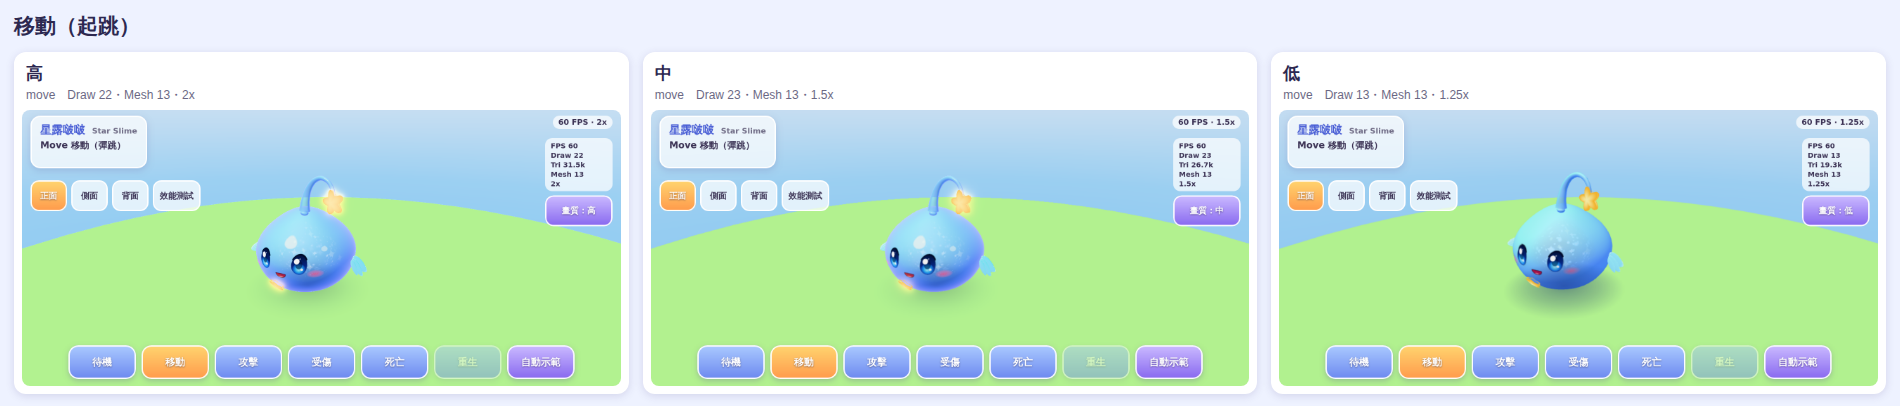 移動（起跳）
高
move Draw 22・Mesh 13・2x
星露啵啵 Star Slime
Move 移動（彈跳）
60 FPS · 2x
FPS 60
Draw 22
Tri 31.5k
Mesh 13
2x
正面 側面 背面 效能測試
畫質：高
待機 移動 攻擊 受傷 死亡 重生 自動示範
中
move Draw 23・Mesh 13・1.5x
星露啵啵 Star Slime
Move 移動（彈跳）
60 FPS · 1.5x
FPS 60
Draw 23
Tri 26.7k
Mesh 13
1.5x
正面 側面 背面 效能測試
畫質：中
待機 移動 攻擊 受傷 死亡 重生 自動示範
低
move Draw 13・Mesh 13・1.25x
星露啵啵 Star Slime
Move 移動（彈跳）
60 FPS · 1.25x
FPS 60
Draw 13
Tri 19.3k
Mesh 13
1.25x
正面 側面 背面 效能測試
畫質：低
待機 移動 攻擊 受傷 死亡 重生 自動示範